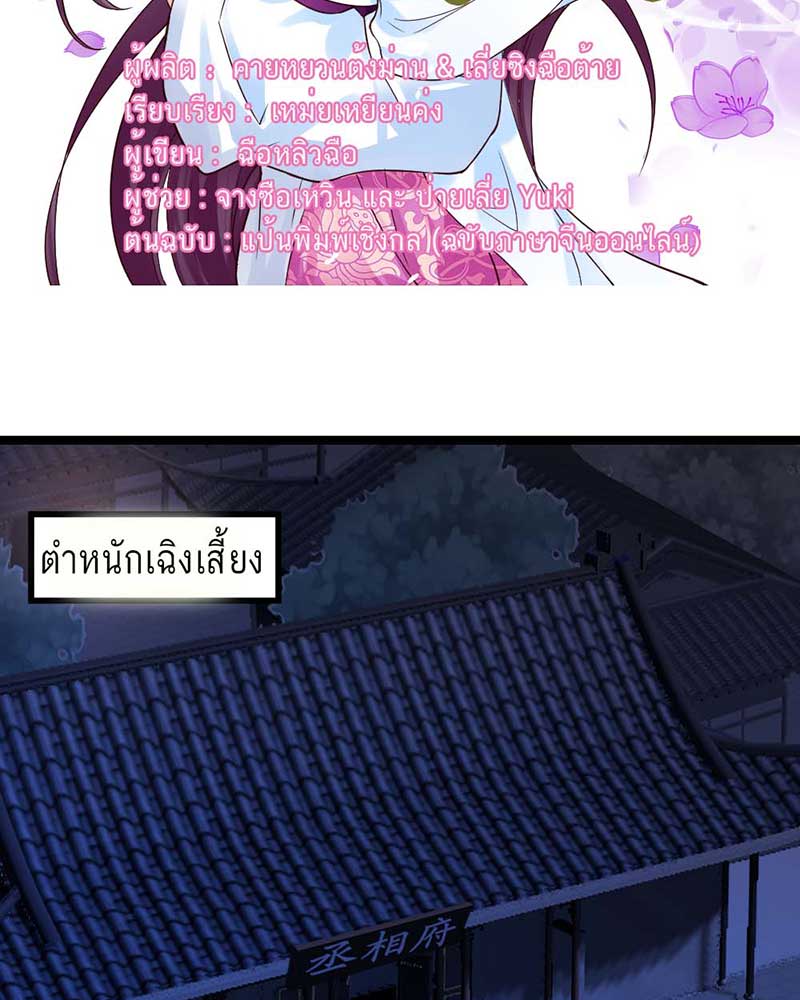 ผู้ผลิต : คายหยวนต้งม่าน & เลี่ยซิงฉือต้าย
เรียบเรียง : เหม่ยเหยียนค่ง
ผู้เขียน : ฉือหลิวฉือ
ผู้ช่วย : จางซือเหวิน และ ป่ายเลี่ย Yuki
ต้นฉบับ : แป้นพิมพ์เชิงกล (ฉบับภาษาจีนออนไลน์)
ตำหนักเฉิงเสี้ยง
丞相府